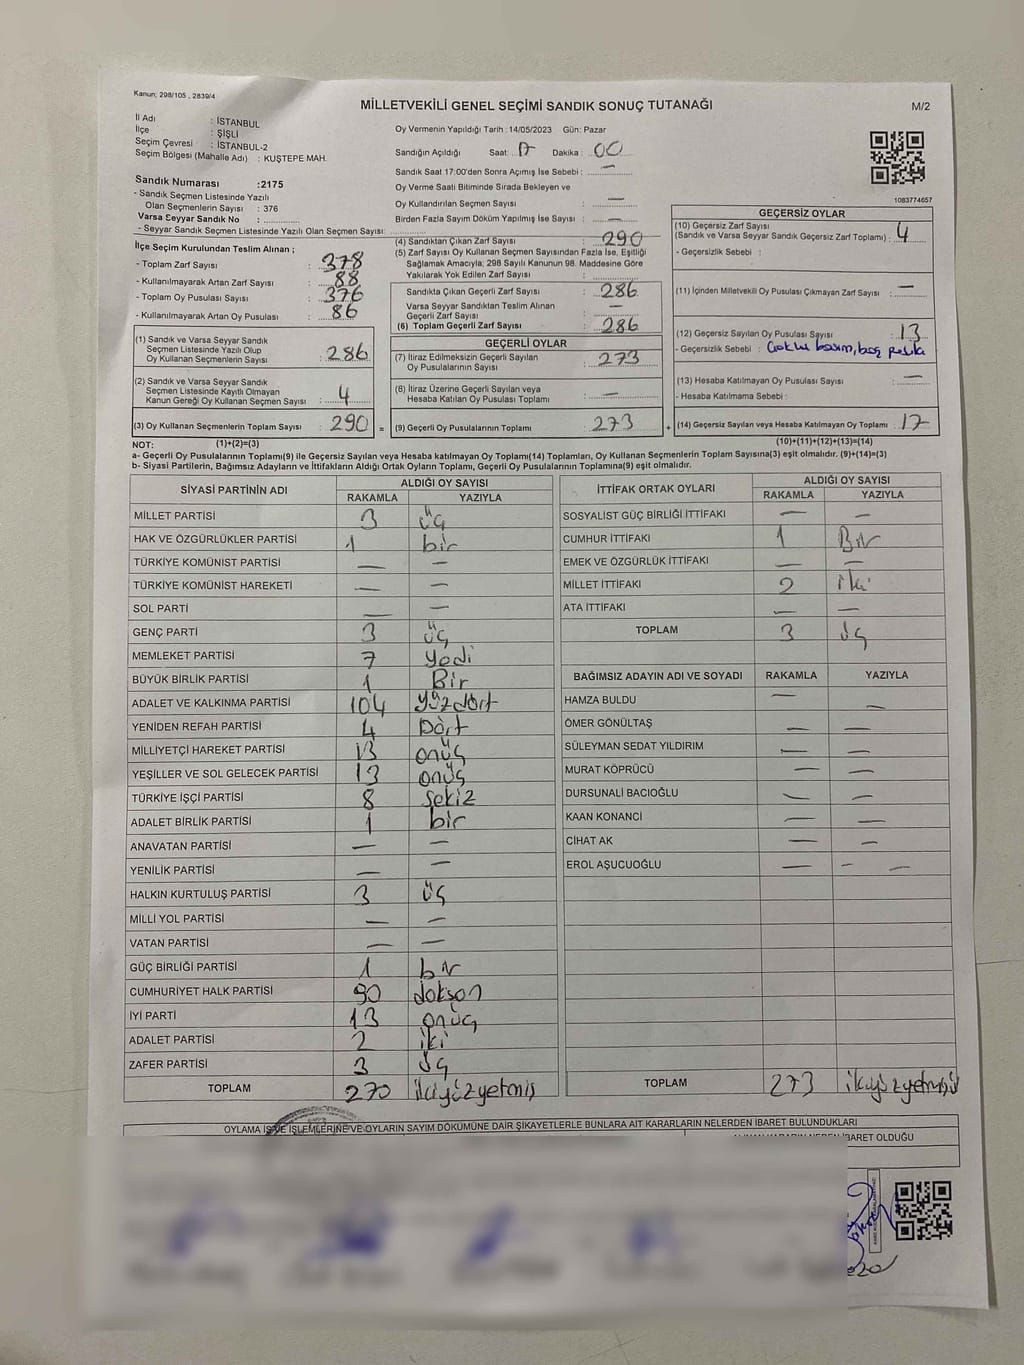 Kanun; 298/105 , 2839/4
MİLLETVEKİLİ GENEL SEÇİMİ SANDIK SONUÇ TUTANAĞI
M/2
İl Adı : İSTANBUL
İlçe : ŞİŞLİ
Seçim Çevresi : İSTANBUL-2
Seçim Bölgesi (Mahalle Adı) : KUŞTEPE MAH.
Sandık Numarası :2175
- Sandık Seçmen Listesinde Yazılı
Olan Seçmenlerin Sayısı : 376
Varsa Seyyar Sandık No :
- Seyyar Sandık Seçmen Listesinde Yazılı Olan Seçmen Sayısı:
Oy Vermenin Yapıldığı Tarih : 14/05/2023 Gün: Pazar
Sandığın Açıldığı Saat: 17 Dakika : 00
Sandık Saat 17:00'den Sonra Açımış İse Sebebi : —
Oy Verme Saati Bitiminde Sırada Bekleyen ve
Oy Kullandırılan Seçmen Sayısı : —
Birden Fazla Sayım Döküm Yapılmış İse Sayısı : —
1083774657
İlçe Seçim Kurulundan Teslim Alınan ;
- Toplam Zarf Sayısı : 378
- Kullanılmayarak Artan Zarf Sayısı : 88
- Toplam Oy Pusulası Sayısı : 376
- Kullanılmayarak Artan Oy Pusulası : 86
(1) Sandık ve Varsa Seyyar Sandık
Seçmen Listesinde Yazılı Olup
Oy Kullanan Seçmenlerin Sayısı : 286
(2) Sandık ve Varsa Seyyar Sandık
Seçmen Listesinde Kayıtlı Olmayan
Kanun Gereği Oy Kullanan Seçmen Sayısı : 4
(3) Oy Kullanan Seçmenlerin Toplam Sayısı : 290 =
(4) Sandıktan Çıkan Zarf Sayısı : 290
(5) Zarf Sayısı Oy Kullanan Seçmen Sayısından Fazla İse, Eşitliği
Sağlamak Amacıyla; 298 Sayılı Kanunun 98. Maddesine Göre
Yakılarak Yok Edilen Zarf Sayısı :
Sandıkta Çıkan Geçerli Zarf Sayısı : 286
Varsa Seyyar Sandıktan Teslim Alınan
Geçerli Zarf Sayısı : —
(6) Toplam Geçerli Zarf Sayısı : 286
GEÇERLİ OYLAR
(7) İtiraz Edilmeksizin Geçerli Sayılan
Oy Pusulalarının Sayısı : 273
(8) İtiraz Üzerine Geçerli Sayılan veya
Hesaba Katılan Oy Pusulası Toplamı : —
(9) Geçerli Oy Pusulalarının Toplamı : 273 +
GEÇERSİZ OYLAR
(10) Geçersiz Zarf Sayısı
(Sandık ve Varsa Seyyar Sandık Geçersiz Zarf Toplamı) : 4
- Geçersizlik Sebebi :
(11) İçinden Milletvekili Oy Pusulası Çıkmayan Zarf Sayısı : —
(12) Geçersiz Sayılan Oy Pusulası Sayısı : 13
- Geçersizlik Sebebi : boş
(13) Hesaba Katılmayan Oy Pusulası Sayısı : —
- Hesaba Katılmama Sebebi :
(14) Geçersiz Sayılan veya Hesaba Katılmayan Oy Toplamı : 17
NOT: (1)+(2)=(3) (10)+(11)+(12)+(13)=(14)
a- Geçerli Oy Pusulalarının Toplamı(9) ile Geçersiz Sayılan veya Hesaba katılmayan Oy Toplamı(14) Toplamları, Oy Kullanan Seçmenlerin Toplam Sayısına(3) eşit olmalıdır. (9)+(14)=(3)
b- Siyasi Partilerin, Bağımsız Adayların ve İttifakların Aldığı Ortak Oyların Toplamı, Geçerli Oy Pusulalarının Toplamına(9) eşit olmalıdır.
SİYASİ PARTİNİN ADI ALDIĞI OY SAYISI
RAKAMLA YAZIYLA
MİLLET PARTİSİ 3 üç
HAK VE ÖZGÜRLÜKLER PARTİSİ 1 bir
TÜRKİYE KOMÜNİST PARTİSİ — —
TÜRKİYE KOMÜNİST HAREKETİ — —
SOL PARTİ — —
GENÇ PARTİ 3 üç
MEMLEKET PARTİSİ 7 yedi
BÜYÜK BİRLİK PARTİSİ 1 Bir
ADALET VE KALKINMA PARTİSİ 104 yüzdört
YENİDEN REFAH PARTİSİ 4 Dört
MİLLİYETÇİ HAREKET PARTİSİ 13 onüç
YEŞİLLER VE SOL GELECEK PARTİSİ 13 onüç
TÜRKİYE İŞÇİ PARTİSİ 8 sekiz
ADALET BİRLİK PARTİSİ 1 bir
ANAVATAN PARTİSİ — —
YENİLİK PARTİSİ — —
HALKIN KURTULUŞ PARTİSİ 3 üç
MİLLİ YOL PARTİSİ — —
VATAN PARTİSİ — —
GÜÇ BİRLİĞİ PARTİSİ 1 bir
CUMHURİYET HALK PARTİSİ 90 doksan
İYİ PARTİ 13 onüç
ADALET PARTİSİ 2 iki
ZAFER PARTİSİ 3 üç
TOPLAM 270 ikiyüzyetmiş
İTTİFAK ORTAK OYLARI ALDIĞI OY SAYISI
RAKAMLA YAZIYLA
SOSYALİST GÜÇ BİRLİĞİ İTTİFAKI — —
CUMHUR İTTİFAKI 1 Bir
EMEK VE ÖZGÜRLÜK İTTİFAKI — —
MİLLET İTTİFAKI 2 iki
ATA İTTİFAKI — —
TOPLAM 3 üç
BAĞIMSIZ ADAYIN ADI VE SOYADI RAKAMLA YAZIYLA
HAMZA BULDU — —
ÖMER GÖNÜLTAŞ — —
SÜLEYMAN SEDAT YILDIRIM — —
MURAT KÖPRÜCÜ — —
DURSUNALİ BACIOĞLU — —
KAAN KONANCİ — —
CİHAT AK — —
EROL AŞUCUOĞLU — — —
TOPLAM 273
OYLAMA İŞ VE İŞLEMLERİNE VE OYLARIN SAYIM DÖKÜMÜNE DAİR ŞİKAYETLERLE BUNLARA AİT KARARLARIN NELERDEN İBARET BULUNDUKLARI
İBARET OLDUĞU